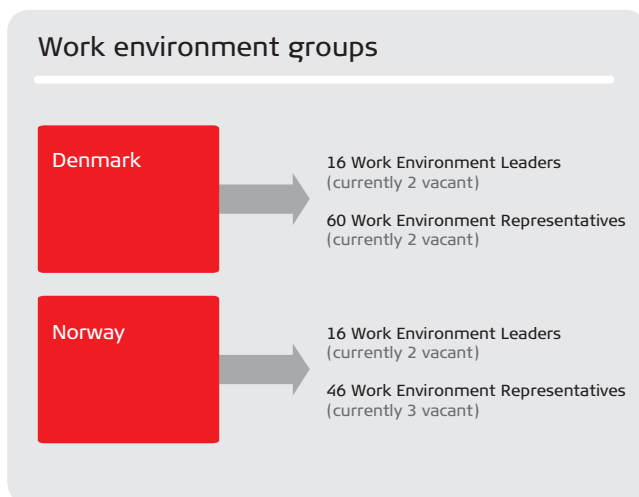 Work environment groups
Denmark
16 Work Environment Leaders
(currently 2 vacant)
60 Work Environment Representatives
(currently 2 vacant)
Norway
16 Work Environment Leaders
(currently 2 vacant)
46 Work Environment Representatives
(currently 3 vacant)